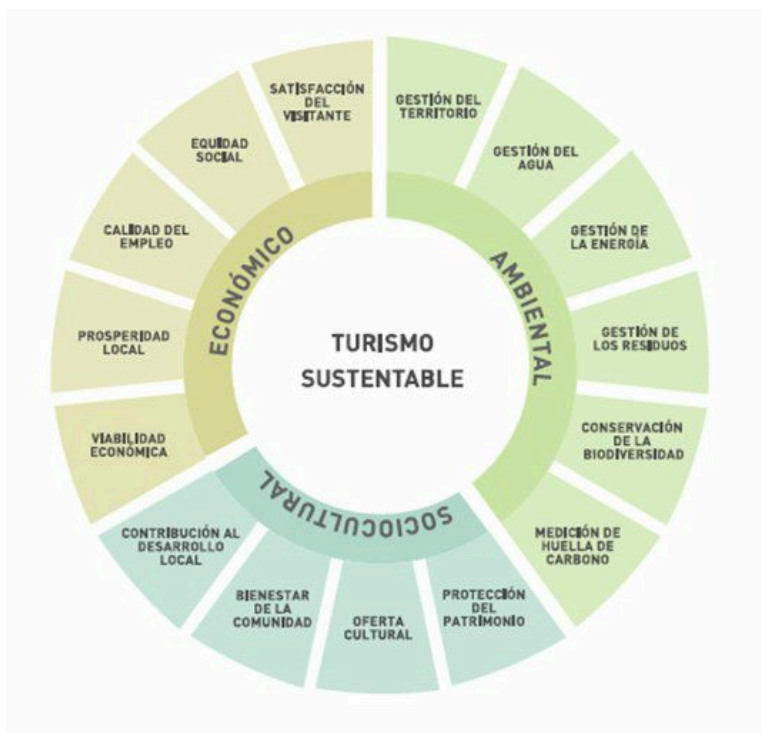 TURISMO
SUSTENTABLE
AMBIENTAL
GESTIÓN DEL
TERRITORIO
GESTIÓN DEL
AGUA
GESTIÓN DE
LA ENERGÍA
GESTIÓN DE
LOS RESIDUOS
CONSERVACIÓN
DE LA
BIODIVERSIDAD
MEDICIÓN DE
HUELLA DE
CARBONO
SOCIOCULTURAL
PROTECCIÓN
DEL
PATRIMONIO
OFERTA
CULTURAL
BIENESTAR
DE LA
COMUNIDAD
CONTRIBUCIÓN AL
DESARROLLO
LOCAL
ECONÓMICO
VIABILIDAD
ECONÓMICA
PROSPERIDAD
LOCAL
CALIDAD DEL
EMPLEO
EQUIDAD
SOCIAL
SATISFACCIÓN
DEL
VISITANTE